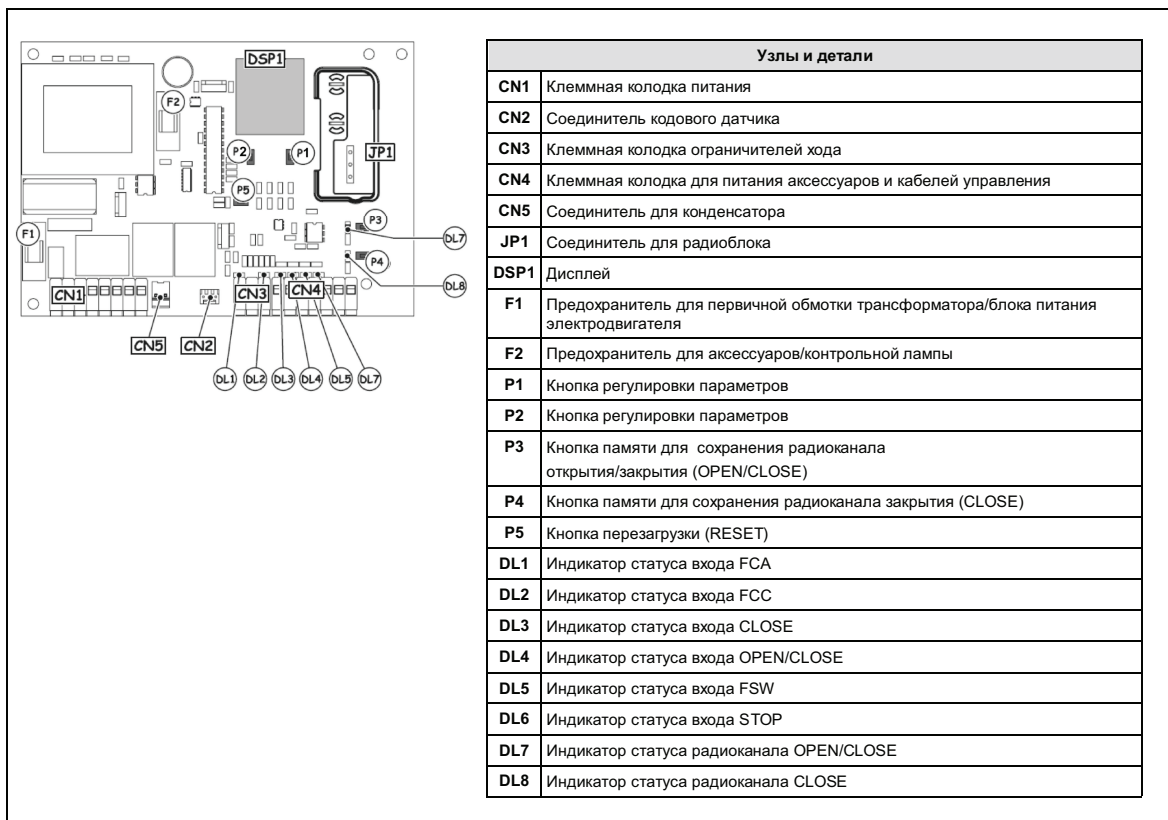 DSP1
F2
P2
P1
JP1
P5
P3
F1
DL7
P4
DL8
CN1
CN3
CN4
CN5
CN2
DL1
DL2
DL3
DL4
DL5
DL7
Узлы и детали
CN1 Клеммная колодка питания
CN2 Соединитель кодового датчика
CN3 Клеммная колодка ограничителей хода
CN4 Клеммная колодка для питания аксессуаров и кабелей управления
CN5 Соединитель для конденсатора
JP1 Соединитель для радиоблока
DSP1 Дисплей
F1 Предохранитель для первичной обмотки трансформатора/блока питания
электродвигателя
F2 Предохранитель для аксессуаров/контрольной лампы
P1 Кнопка регулировки параметров
P2 Кнопка регулировки параметров
P3 Кнопка памяти для сохранения радиоканала
открытия/закрытия (OPEN/CLOSE)
P4 Кнопка памяти для сохранения радиоканала закрытия (CLOSE)
P5 Кнопка перезагрузки (RESET)
DL1 Индикатор статуса входа FCA
DL2 Индикатор статуса входа FCC
DL3 Индикатор статуса входа CLOSE
DL4 Индикатор статуса входа OPEN/CLOSE
DL5 Индикатор статуса входа FSW
DL6 Индикатор статуса входа STOP
DL7 Индикатор статуса радиоканала OPEN/CLOSE
DL8 Индикатор статуса радиоканала CLOSE